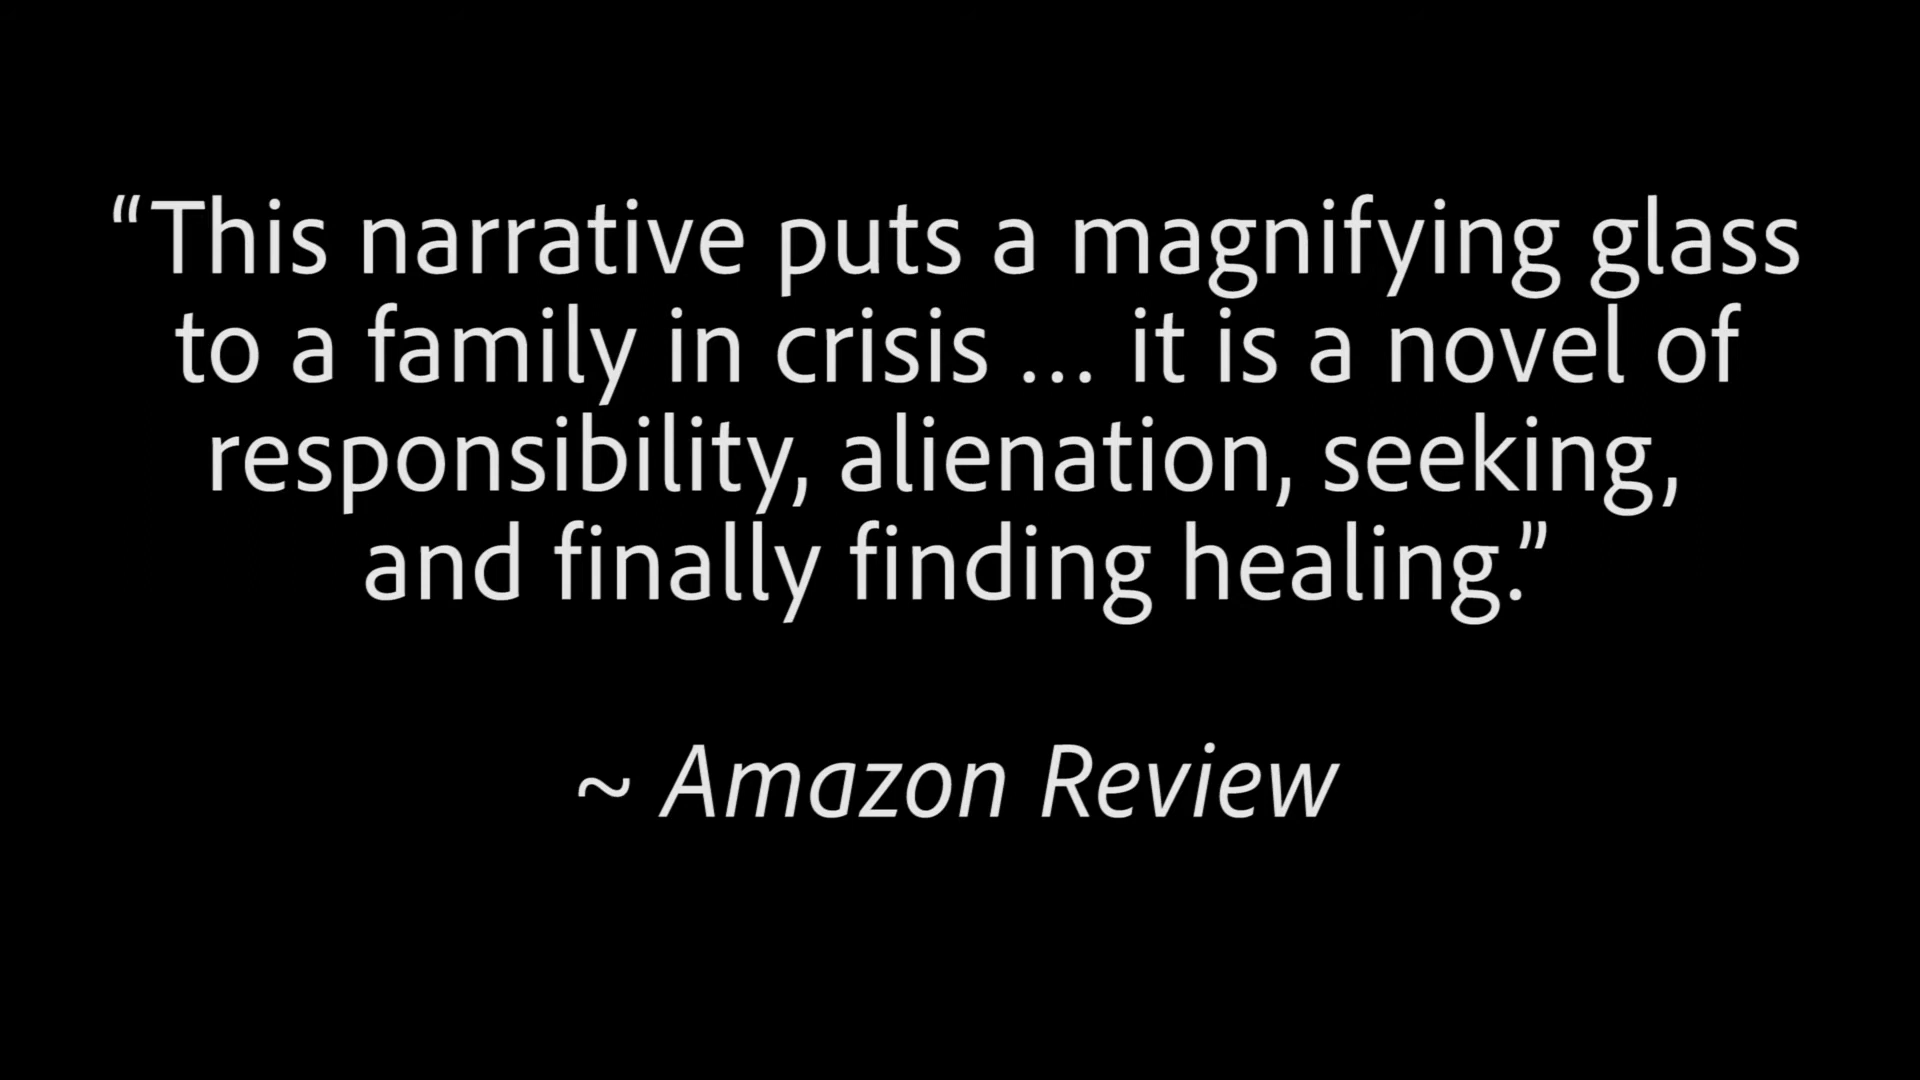 “This narrative puts a magnifying glass
to a family in crisis ... it is a novel of
responsibility, alienation, seeking,
and finally finding healing.”
~ Amazon Review